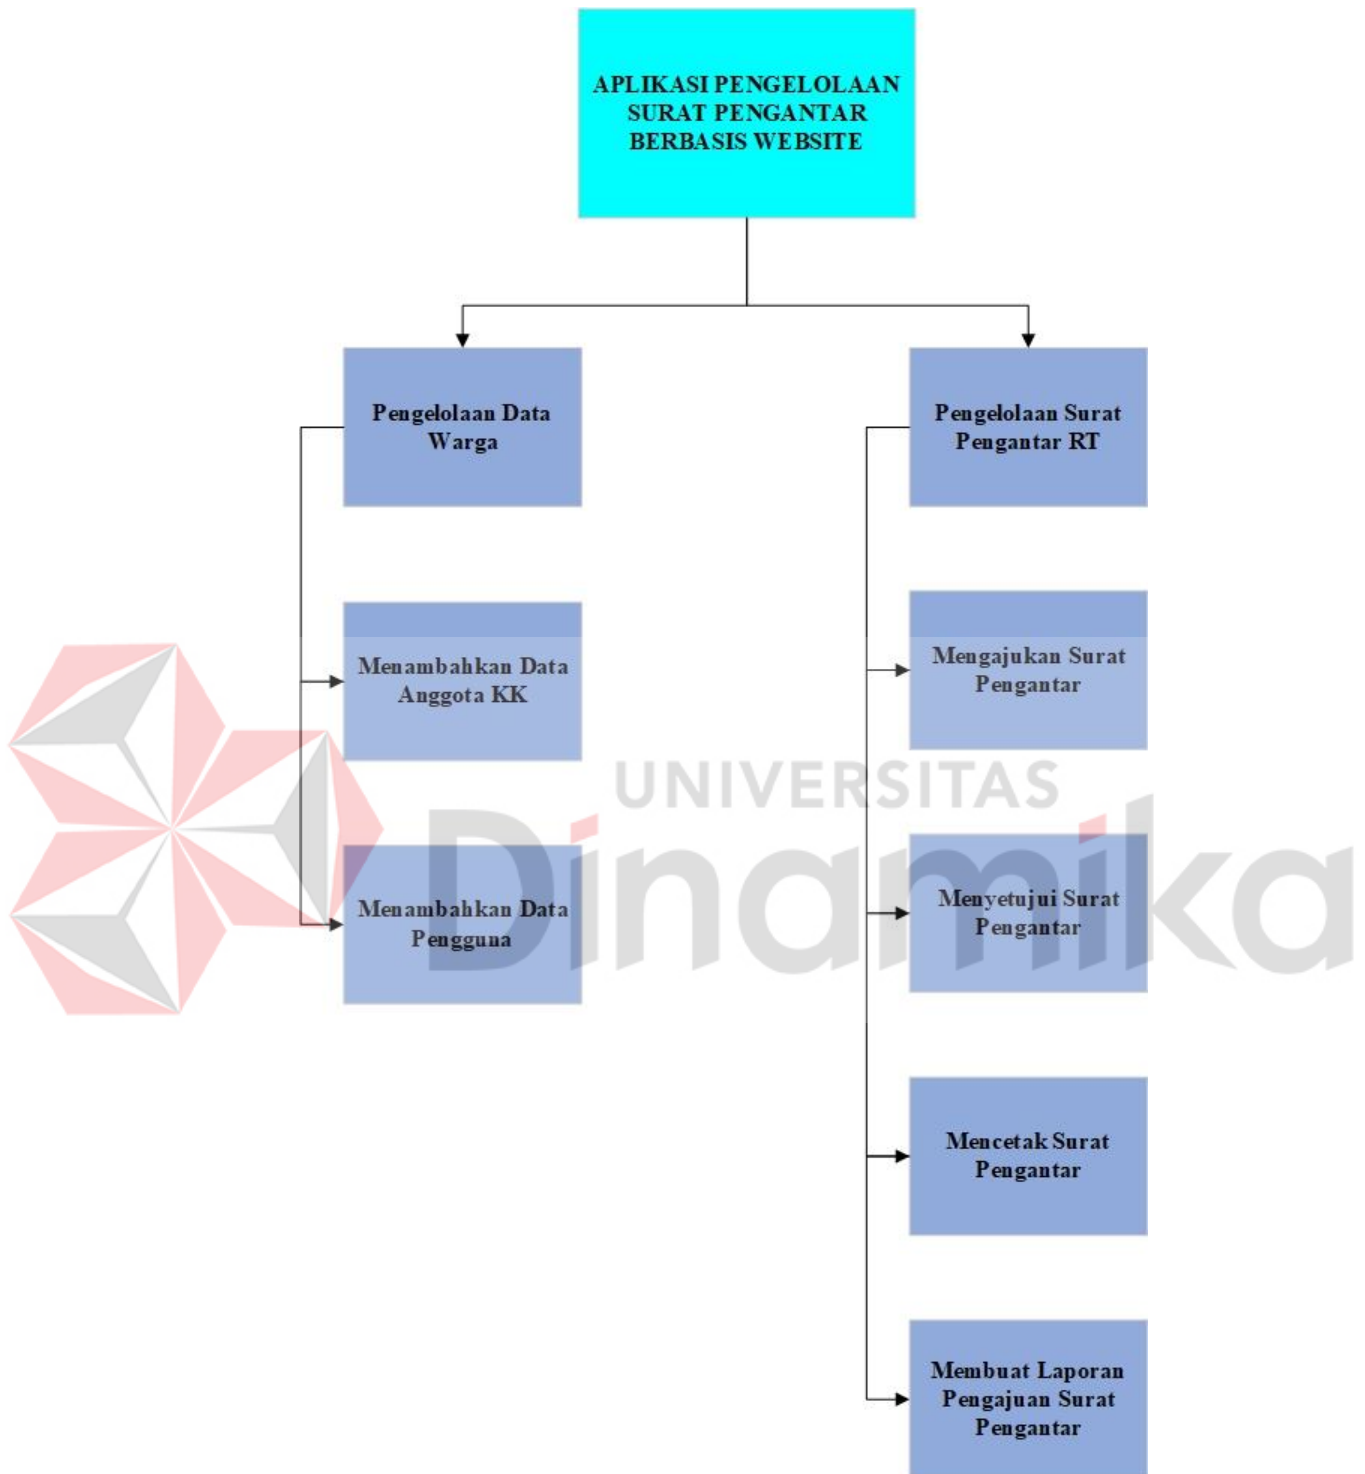 APLIKASI PENGELOLAAN
SURAT PENGANTAR
BERBASIS WEBSITE
Pengelolaan Data
Warga
Pengelolaan Surat
Pengantar RT
Menambahkan Data
Anggota KK
Mengajukan Surat
Pengantar
UNIVERSITAS
Dinamika
Menambahkan Data
Pengguna
Menyetujui Surat
Pengantar
Mencetak Surat
Pengantar
Membuat Laporan
Pengajuan Surat
Pengantar